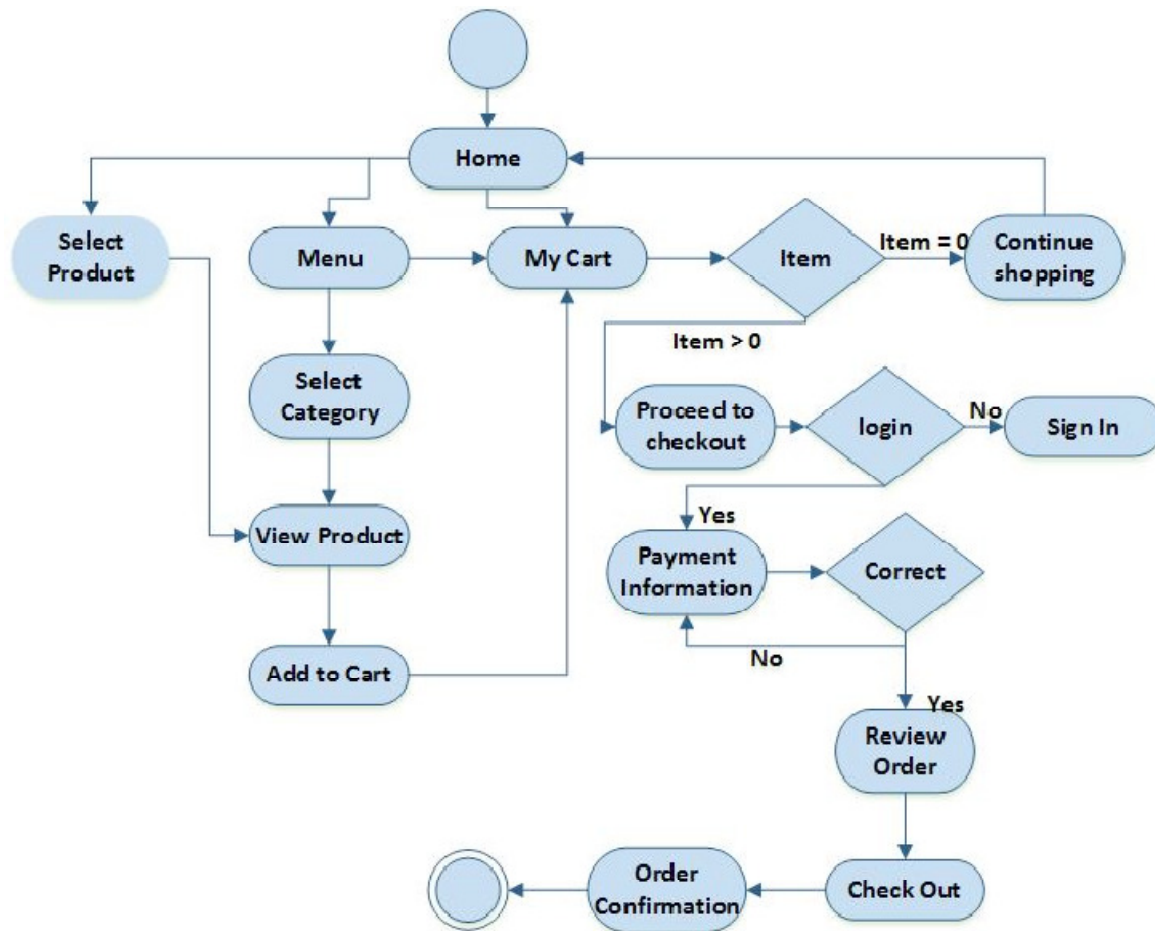 Home
Select
Product
Menu
My Cart
Item
Item = 0
Continue
shopping
Item > 0
Select
Category
Proceed to
checkout
login
No
Sign In
Yes
View Product
Payment
Information
Correct
No
Add to Cart
Yes
Review
Order
Order
Confirmation
Check Out